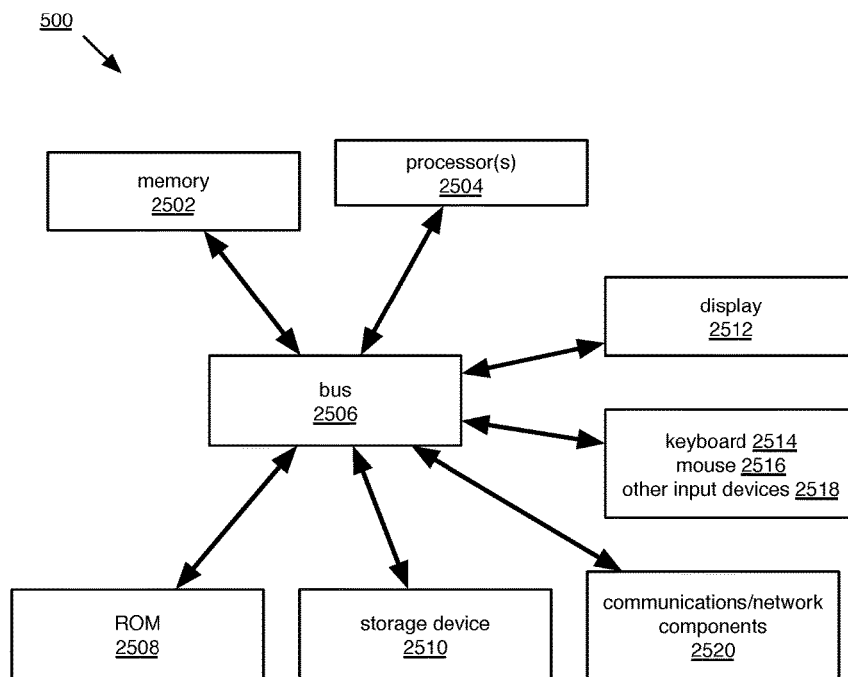 500
memory
2502
processor(s)
2504
display
2512
bus
2506
keyboard 2514
mouse 2516
other input devices 2518
ROM
2508
storage device
2510
communications/network
components
2520